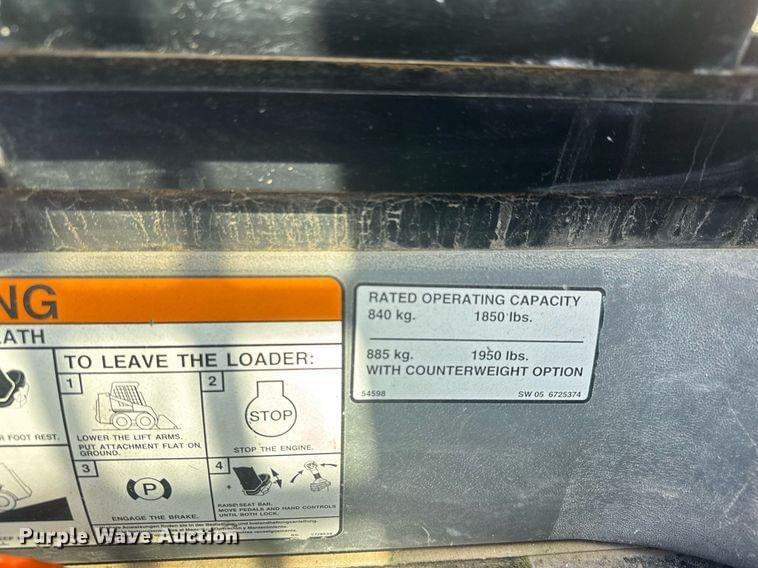 NG
EATH
R FOOT REST.
TO LEAVE THE LOADER:
1
LOWER THE LIFT ARMS.
PUT ATTACHMENT FLAT ON
GROUND.
2
STOP
STOP THE ENGINE.
3
P
ENGAGE THE BRAKE.
4
RAISE SEAT BAR.
MOVE PEDALS AND HAND CONTROLS
UNTIL BOTH LOCK.
RATED OPERATING CAPACITY
840 kg. 1850 lbs.
885 kg. 1950 lbs.
WITH COUNTERWEIGHT OPTION
54598 SW 05 6725374
Purple Wave Auction